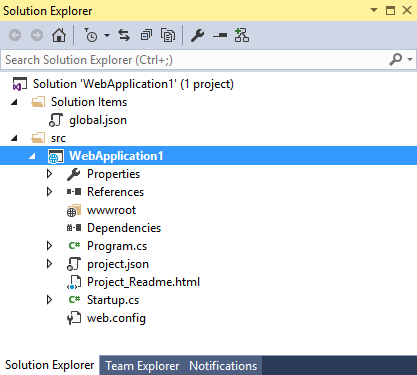 Solution Explorer
Search Solution Explorer (Ctrl+;)
Solution 'WebApplication1' (1 project)
Solution Items
global.json
src
WebApplication1
Properties
References
wwwroot
Dependencies
C# Program.cs
project.json
Project_Readme.html
C# Startup.cs
web.config
Solution Explorer Team Explorer Notifications